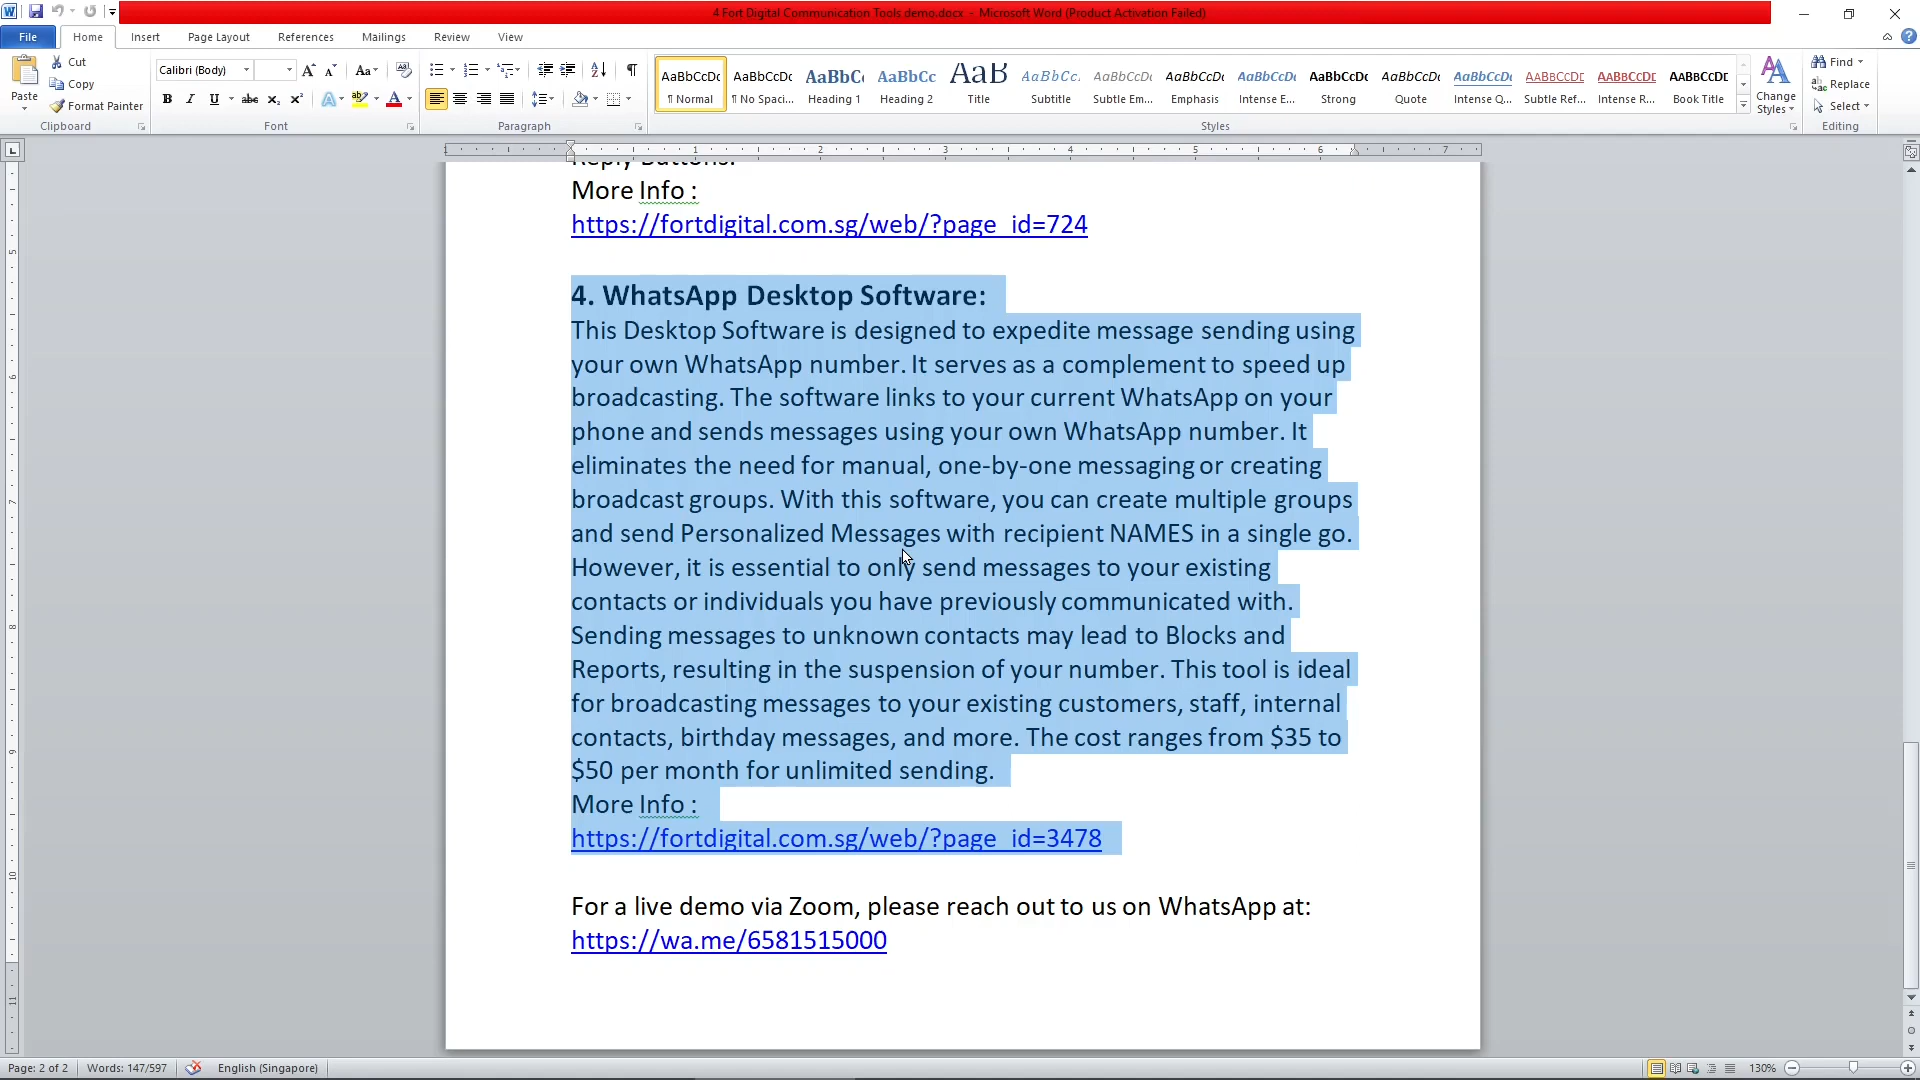 4 Fort Digital Communication Tools demo.docx - Microsoft Word (Product Activation Failed)
File Home Insert Page Layout References Mailings Review View
Paste
Cut
Copy
Format Painter
Clipboard
Calibri (Body)
Font
Paragraph
AaBbCcDc AaBbCcDc AaBbCc AaBbCc AaB AaBbCc. AaBbCcDc AaBbCcDc AaBbCcDc AaBbCcDc AaBbCcDc AaBbCcDc AABBCCDE AABBCCDE AABBCCDE
¶ Normal ¶ No Spaci... Heading 1 Heading 2 Title Subtitle Subtle Em... Emphasis Intense E... Strong Quote Intense Q... Subtle Ref... Intense R... Book Title
Styles
Change
Styles
Find
Replace
Select
Editing
1 1 2 3 4 5 6 7
Reply Buttons.
More Info :
https://fortdigital.com.sg/web/?page_id=724
4. WhatsApp Desktop Software:
This Desktop Software is designed to expedite message sending using
your own WhatsApp number. It serves as a complement to speed up
broadcasting. The software links to your current WhatsApp on your
phone and sends messages using your own WhatsApp number. It
eliminates the need for manual, one-by-one messaging or creating
broadcast groups. With this software, you can create multiple groups
and send Personalized Messages with recipient NAMES in a single go.
However, it is essential to only send messages to your existing
contacts or individuals you have previously communicated with.
Sending messages to unknown contacts may lead to Blocks and
Reports, resulting in the suspension of your number. This tool is ideal
for broadcasting messages to your existing customers, staff, internal
contacts, birthday messages, and more. The cost ranges from $35 to
$50 per month for unlimited sending.
More Info :
https://fortdigital.com.sg/web/?page_id=3478
For a live demo via Zoom, please reach out to us on WhatsApp at:
https://wa.me/6581515000
Page: 2 of 2 Words: 147/597 English (Singapore) 130%